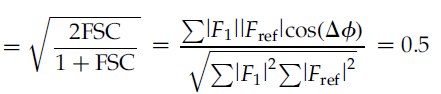 = √(2FSC / (1 + FSC)) = ∑|F₁||F_ref|cos(Δϕ) / √(∑|F₁|²∑|F_ref|²) = 0.5